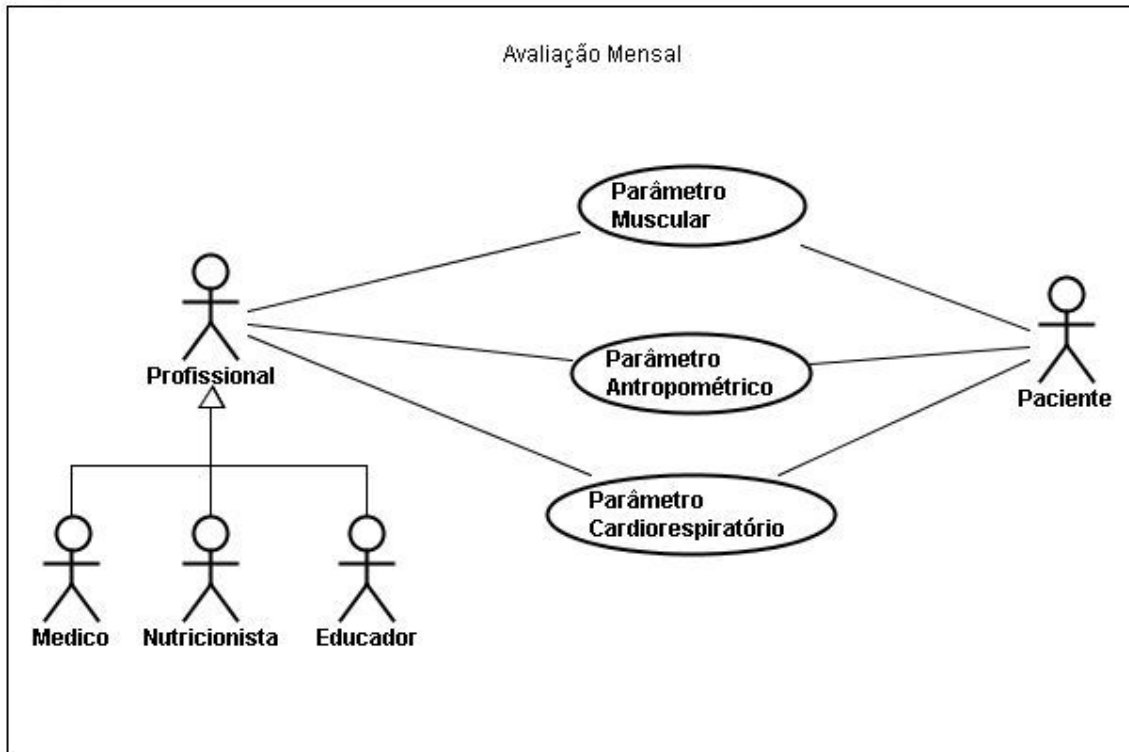 Avaliação Mensal
Parâmetro
Muscular
Profissional
Parâmetro
Antropométrico
Paciente
Parâmetro
Cardiorespiratório
Medico
Nutricionista
Educador